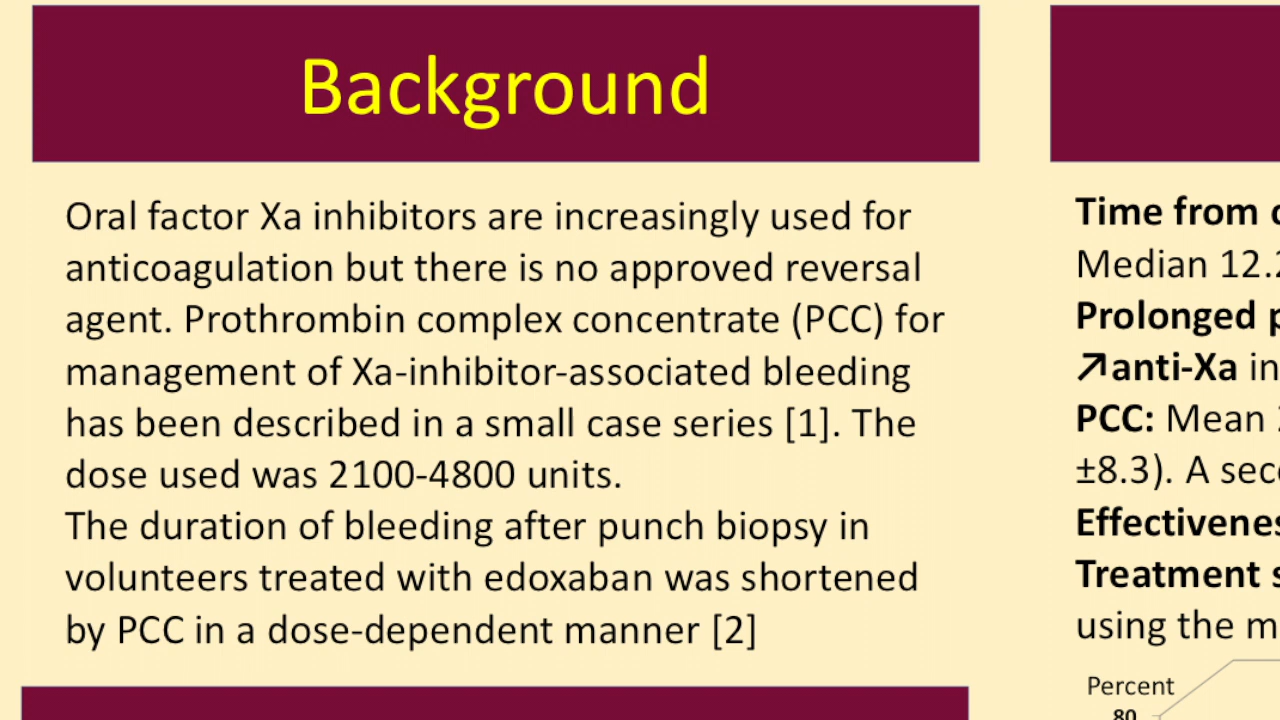 Background
Oral factor Xa inhibitors are increasingly used for
anticoagulation but there is no approved reversal
agent. Prothrombin complex concentrate (PCC) for
management of Xa-inhibitor-associated bleeding
has been described in a small case series [1]. The
dose used was 2100-4800 units.
The duration of bleeding after punch biopsy in
volunteers treated with edoxaban was shortened
by PCC in a dose-dependent manner [2]
Time from
Median 12.2
Prolonged
↗anti-Xa in
PCC: Mean
±8.3). A
Treatment
using the
Percent
80